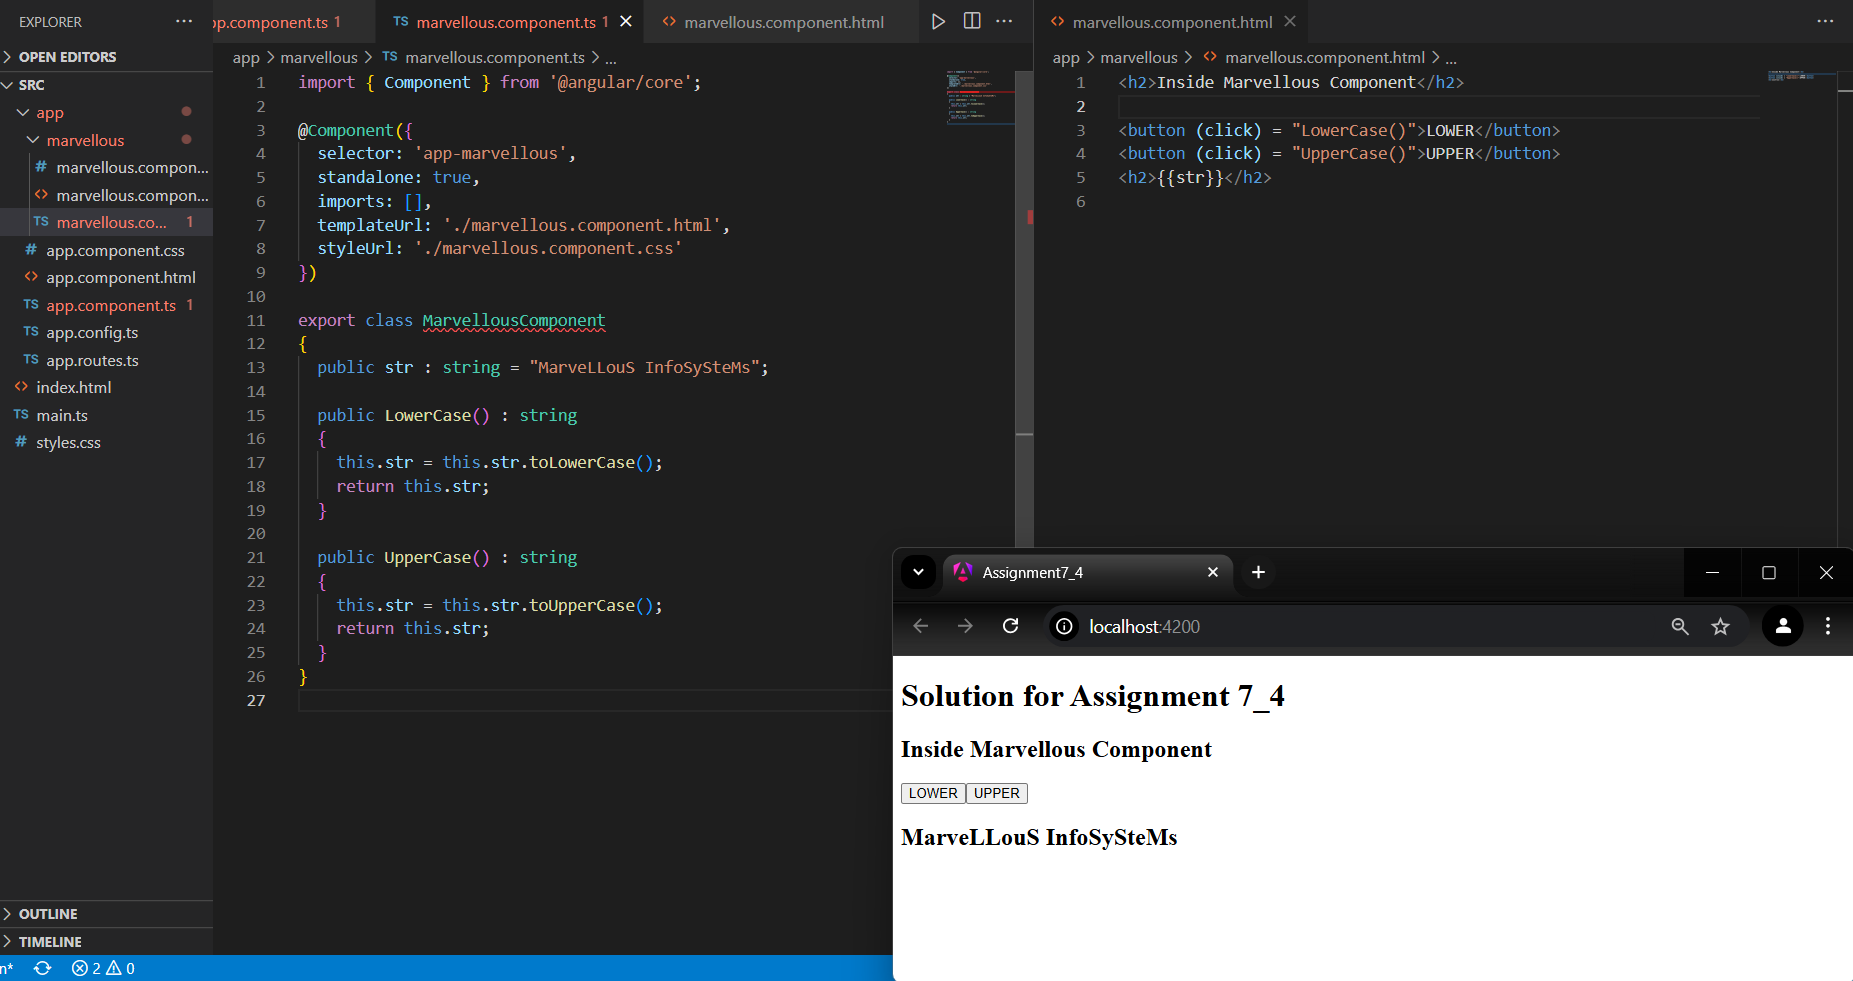 EXPLORER
OPEN EDITORS
SRC
app
marvellous
marvellous.compon...
marvellous.compon...
TS marvellous.co... 1
# app.component.css
<> app.component.html
TS app.component.ts 1
TS app.config.ts
TS app.routes.ts
<> index.html
TS main.ts
# styles.css
OUTLINE
TIMELINE
n* 2 0
pp.component.ts 1
TS marvellous.component.ts 1
<> marvellous.component.html
app > marvellous > TS marvellous.component.ts > ...
1 import { Component } from '@angular/core';
2
3 @Component({
4 selector: 'app-marvellous',
5 standalone: true,
6 imports: [],
7 templateUrl: './marvellous.component.html',
8 styleUrl: './marvellous.component.css'
9 })
10
11 export class MarvellousComponent
12 {
13 public str : string = "MarveLLouS InfoSySteMs";
14
15 public LowerCase() : string
16 {
17 this.str = this.str.toLowerCase();
18 return this.str;
19 }
20
21 public UpperCase() : string
22 {
23 this.str = this.str.toUpperCase();
24 return this.str;
25 }
26 }
27
<> marvellous.component.html
app > marvellous > <> marvellous.component.html > ...
1 <h2>Inside Marvellous Component</h2>
2
3 <button (click) = "LowerCase()">LOWER</button>
4 <button (click) = "UpperCase()">UPPER</button>
5 <h2>{{str}}</h2>
6
Assignment7_4
localhost:4200
Solution for Assignment 7_4
Inside Marvellous Component
LOWER UPPER
MarveLLouS InfoSySteMs